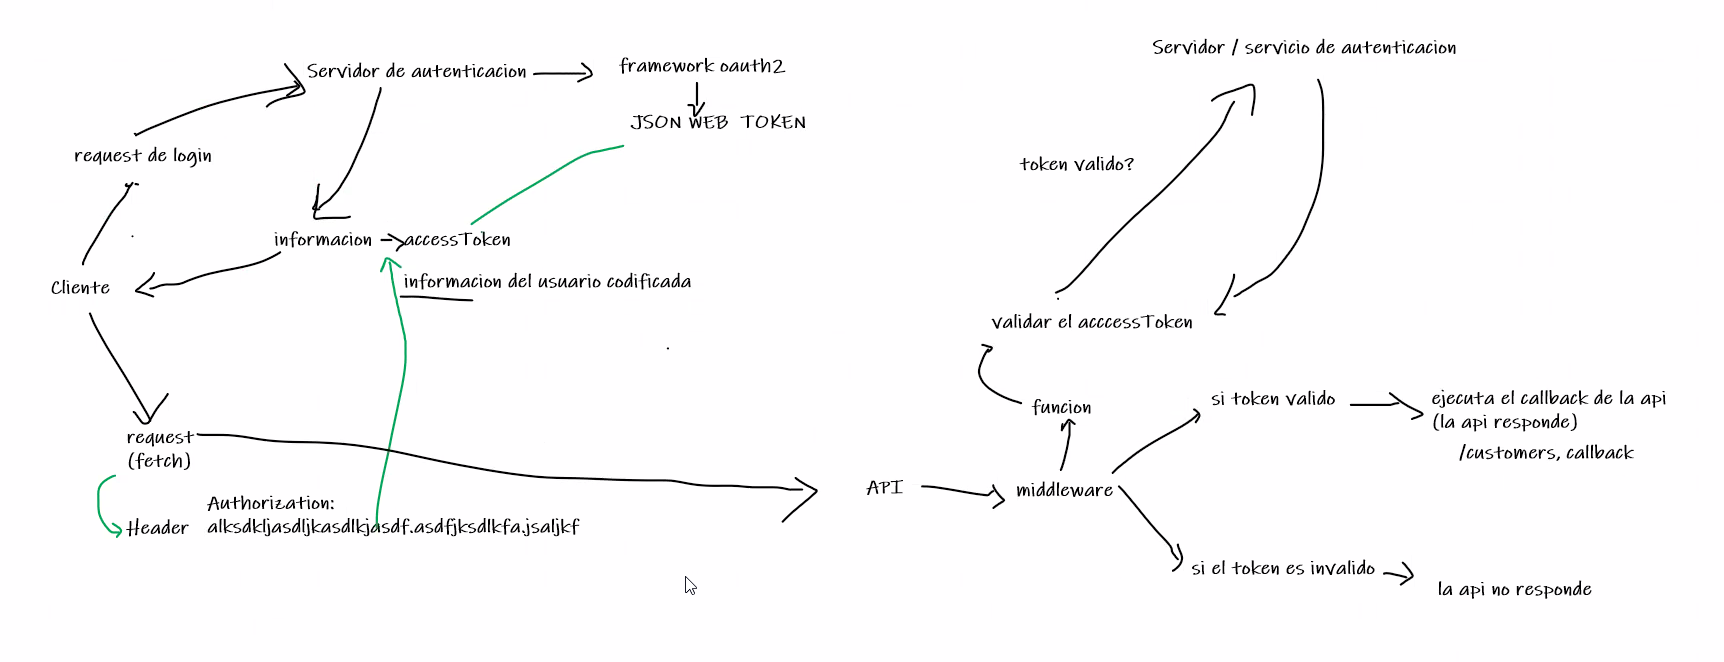 Servidor de autenticacion
framework oauth2
JSON WEB TOKEN
request de login
informacion
accessToken
informacion del usuario codificada
Cliente
request
(fetch)
Authorization:
Header
alksdkljasdljkasdlkjasdf.asdfjksdlkfa.jsaljkf
Servidor / servicio de autenticacion
token valido?
validar el acccessToken
funcion
API
middleware
si token valido
ejecuta el callback de la api
(la api responde)
/customers, callback
si el token es invalido
la api no responde